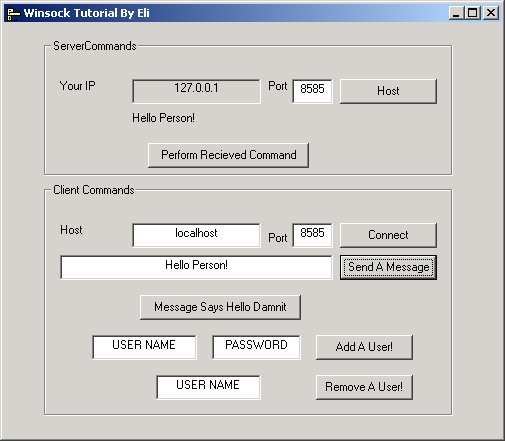 Winsock Tutorial By Eli
ServerCommands
Your IP 127.0.0.1 Port 8585 Host
Hello Person!
Perform Recieved Command
Client Commands
Host localhost Port 8585 Connect
Hello Person! Send A Message
Message Says Hello Damnit
USER NAME PASSWORD Add A User!
USER NAME Remove A User!